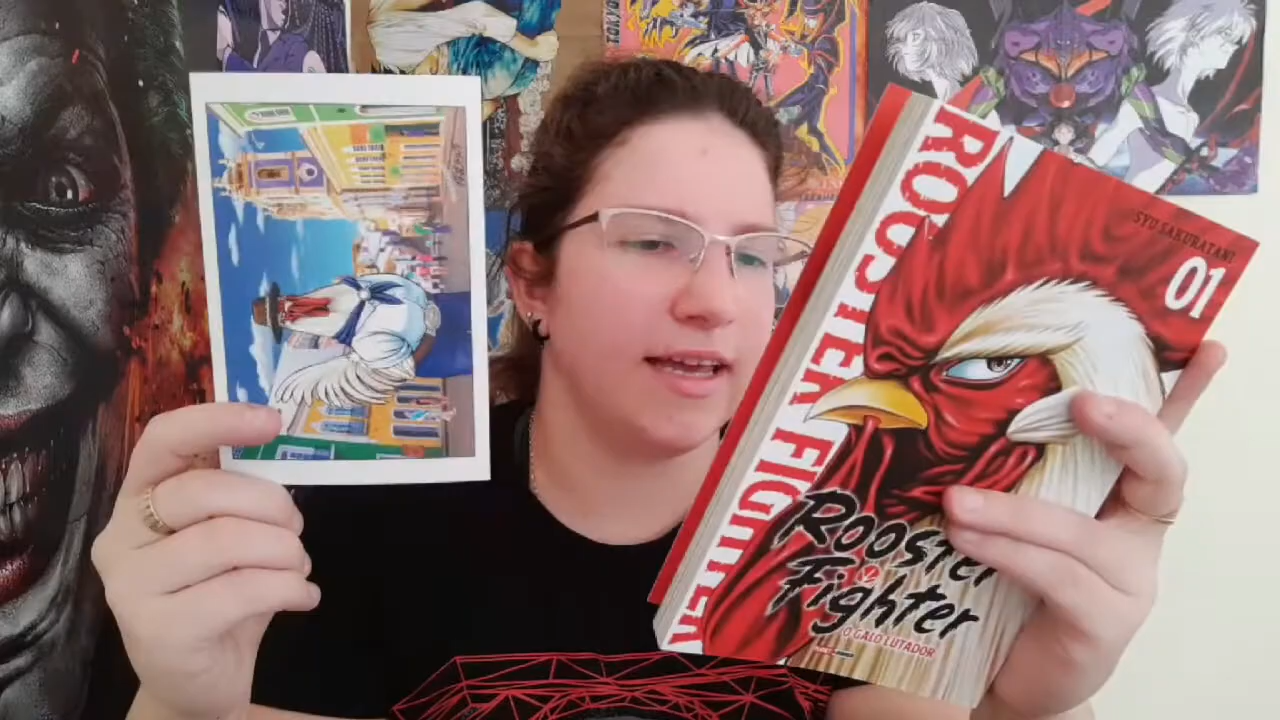 ROOSTER FIGHTER
SYU SAKURATANI
01
Rooster
Fighter
O GALO LUTADOR